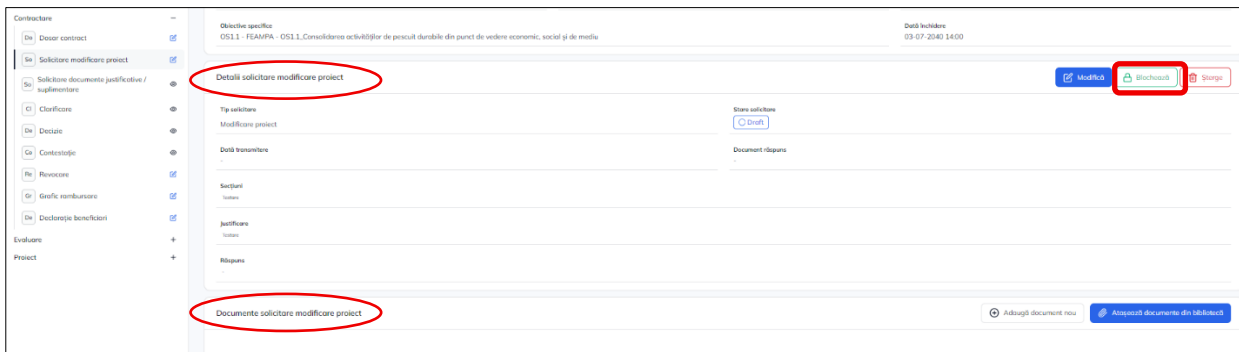 Contractare
Do Dosar contract
So Solicitare modificare proiect
So Solicitare documente justificative /
suplimentare
Cl Clarificare
De Decizie
Co Contestație
Re Revocare
Gr Grafic rambursare
De Declarație beneficiari
Evaluare
Proiect
Obiective specifice
OS1.1 - FEAMPA - OS1.1_Consolidarea activităților de pescuit durabile din punct de vedere economic, social și de mediu
Dată închidere
03-07-2040 14:00
Detalii solicitare modificare proiect
Modifică
Blochează
Șterge
Tip solicitare
Modificare proiect
Stare solicitare
Draft
Dată transmitere
-
Document răspuns
-
Secțiuni
Justificare
Răspuns
-
Documente solicitare modificare proiect
Adaugă document nou
Atașează documente din bibliotecă